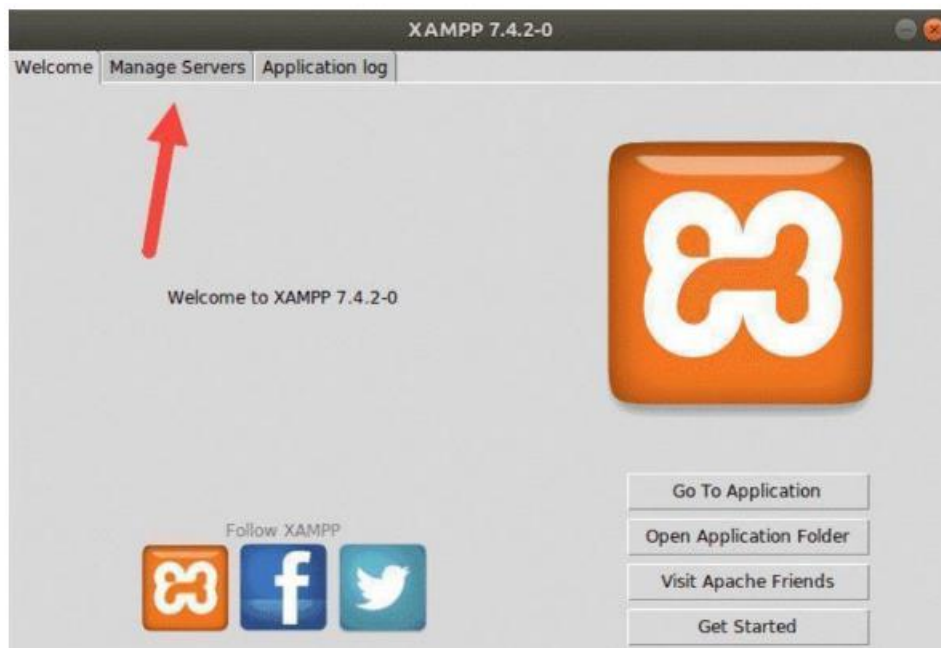 XAMPP 7.4.2-0
Welcome Manage Servers Application log
Welcome to XAMPP 7.4.2-0
Go To Application
Follow XAMPP
Open Application Folder
Visit Apache Friends
Get Started